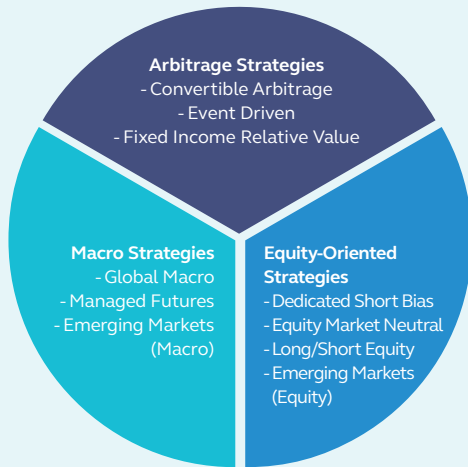 Arbitrage Strategies
- Convertible Arbitrage
- Event Driven
- Fixed Income Relative Value
Macro Strategies
- Global Macro
- Managed Futures
- Emerging Markets
(Macro)
Equity-Oriented
Strategies
- Dedicated Short Bias
- Equity Market Neutral
- Long/Short Equity
- Emerging Markets
(Equity)